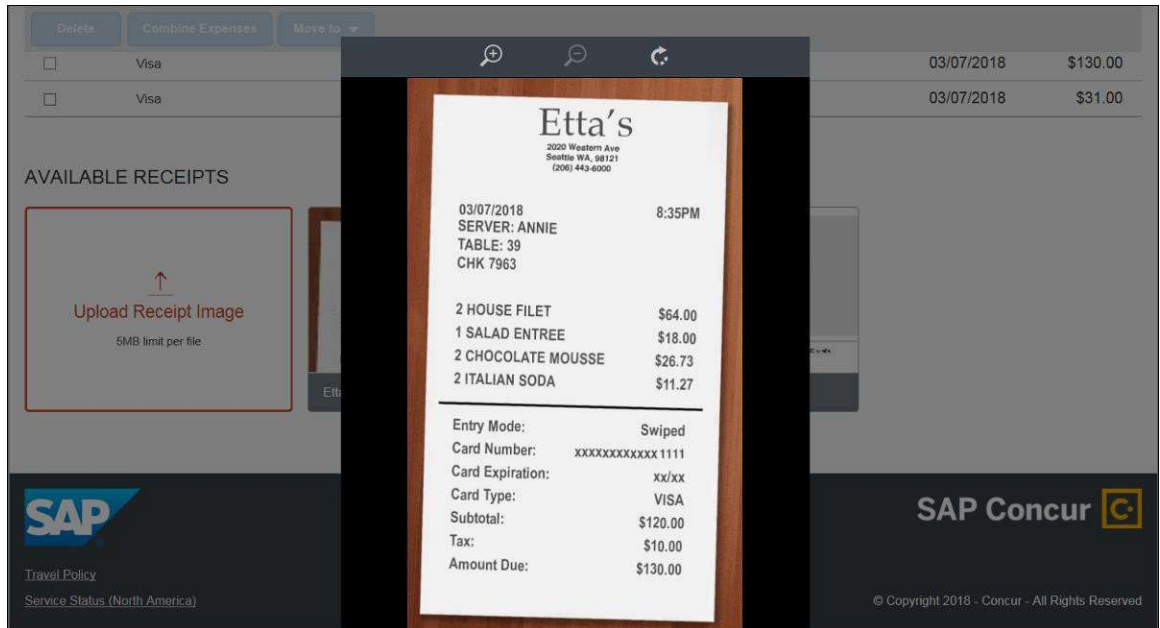 Delete Combine Expenses Move to
Visa 03/07/2018 $130.00
Visa 03/07/2018 $31.00
AVAILABLE RECEIPTS
Upload Receipt Image
5MB limit per file
Etta's
2020 Western Ave
Seattle WA, 98121
(206) 443-6000
03/07/2018 8:35PM
SERVER: ANNIE
TABLE: 39
CHK 7963
2 HOUSE FILET $64.00
1 SALAD ENTREE $18.00
2 CHOCOLATE MOUSSE $26.73
2 ITALIAN SODA $11.27
Entry Mode: Swiped
Card Number: xxxxxxxxxxxx1111
Card Expiration: xx/xx
Card Type: VISA
Subtotal: $120.00
Tax: $10.00
Amount Due: $130.00
SAP
SAP Concur
Travel Policy
Service Status (North America)
© Copyright 2018 - Concur - All Rights Reserved